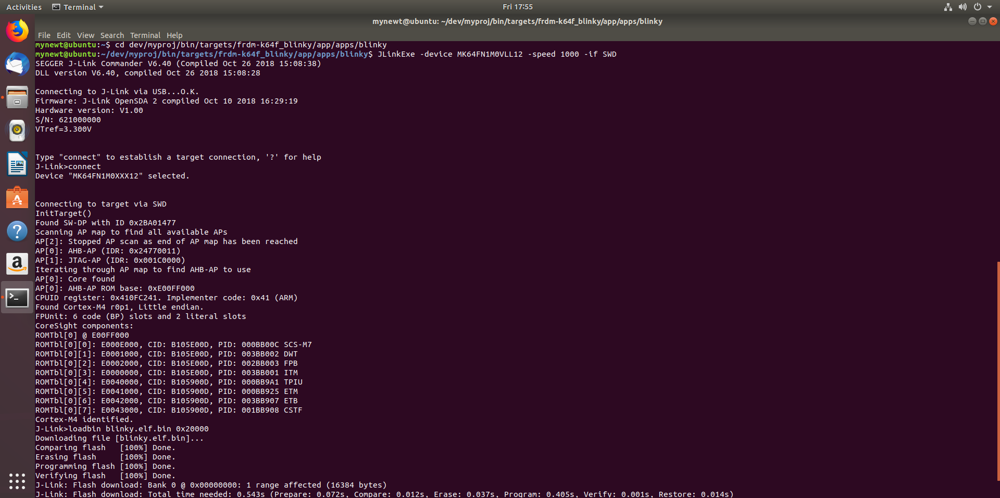 Activities Terminal Fri 17:55
mynewt@ubuntu: ~/dev/myproj/bin/targets/frdm-k64f_blinky/app/apps/blinky
File Edit View Search Terminal Help
mynewt@ubuntu:~$ cd dev/myproj/bin/targets/frdm-k64f_blinky/app/apps/blinky
mynewt@ubuntu:~/dev/myproj/bin/targets/frdm-k64f_blinky/app/apps/blinky$ JLinkExe -device MK64FN1M0VLL12 -speed 1000 -if SWD
SEGGER J-Link Commander V6.40 (Compiled Oct 26 2018 15:08:38)
DLL version V6.40, compiled Oct 26 2018 15:08:28
Connecting to J-Link via USB...O.K.
Firmware: J-Link OpenSDA 2 compiled Oct 10 2018 16:29:19
Hardware version: V1.00
S/N: 621000000
VTref=3.300V
Type "connect" to establish a target connection, '?' for help
J-Link>connect
Device "MK64FN1M0XXX12" selected.
Connecting to target via SWD
InitTarget()
Found SW-DP with ID 0x2BA01477
Scanning AP map to find all available APs
AP[2]: Stopped AP scan as end of AP map has been reached
AP[0]: AHB-AP (IDR: 0x24770011)
AP[1]: JTAG-AP (IDR: 0x001C0000)
Iterating through AP map to find AHB-AP to use
AP[0]: Core found
AP[0]: AHB-AP ROM base: 0xE00FF000
CPUID register: 0x410FC241. Implementer code: 0x41 (ARM)
Found Cortex-M4 r0p1, Little endian.
FPUnit: 6 code (BP) slots and 2 literal slots
CoreSight components:
ROMTbl[0] @ E00FF000
ROMTbl[0][0]: E000E000, CID: B105E00D, PID: 000BB00C SCS-M7
ROMTbl[0][1]: E0001000, CID: B105E00D, PID: 003BB002 DWT
ROMTbl[0][2]: E0002000, CID: B105E00D, PID: 002BB003 FPB
ROMTbl[0][3]: E0000000, CID: B105E00D, PID: 003BB001 ITM
ROMTbl[0][4]: E0040000, CID: B105900D, PID: 000BB9A1 TPIU
ROMTbl[0][5]: E0041000, CID: B105900D, PID: 000BB925 ETM
ROMTbl[0][6]: E0042000, CID: B105900D, PID: 003BB907 ETB
ROMTbl[0][7]: E0043000, CID: B105900D, PID: 001BB908 CSTF
Cortex-M4 identified.
J-Link>loadbin blinky.elf.bin 0x20000
Downloading file [blinky.elf.bin]...
Comparing flash   [100%] Done.
Erasing flash     [100%] Done.
Programming flash [100%] Done.
Verifying flash   [100%] Done.
J-Link: Flash download: Bank 0 @ 0x00000000: 1 range affected (16384 bytes)
J-Link: Flash download: Total time needed: 0.543s (Prepare: 0.072s, Compare: 0.012s, Erase: 0.037s, Program: 0.405s, Verify: 0.001s, Restore: 0.014s)